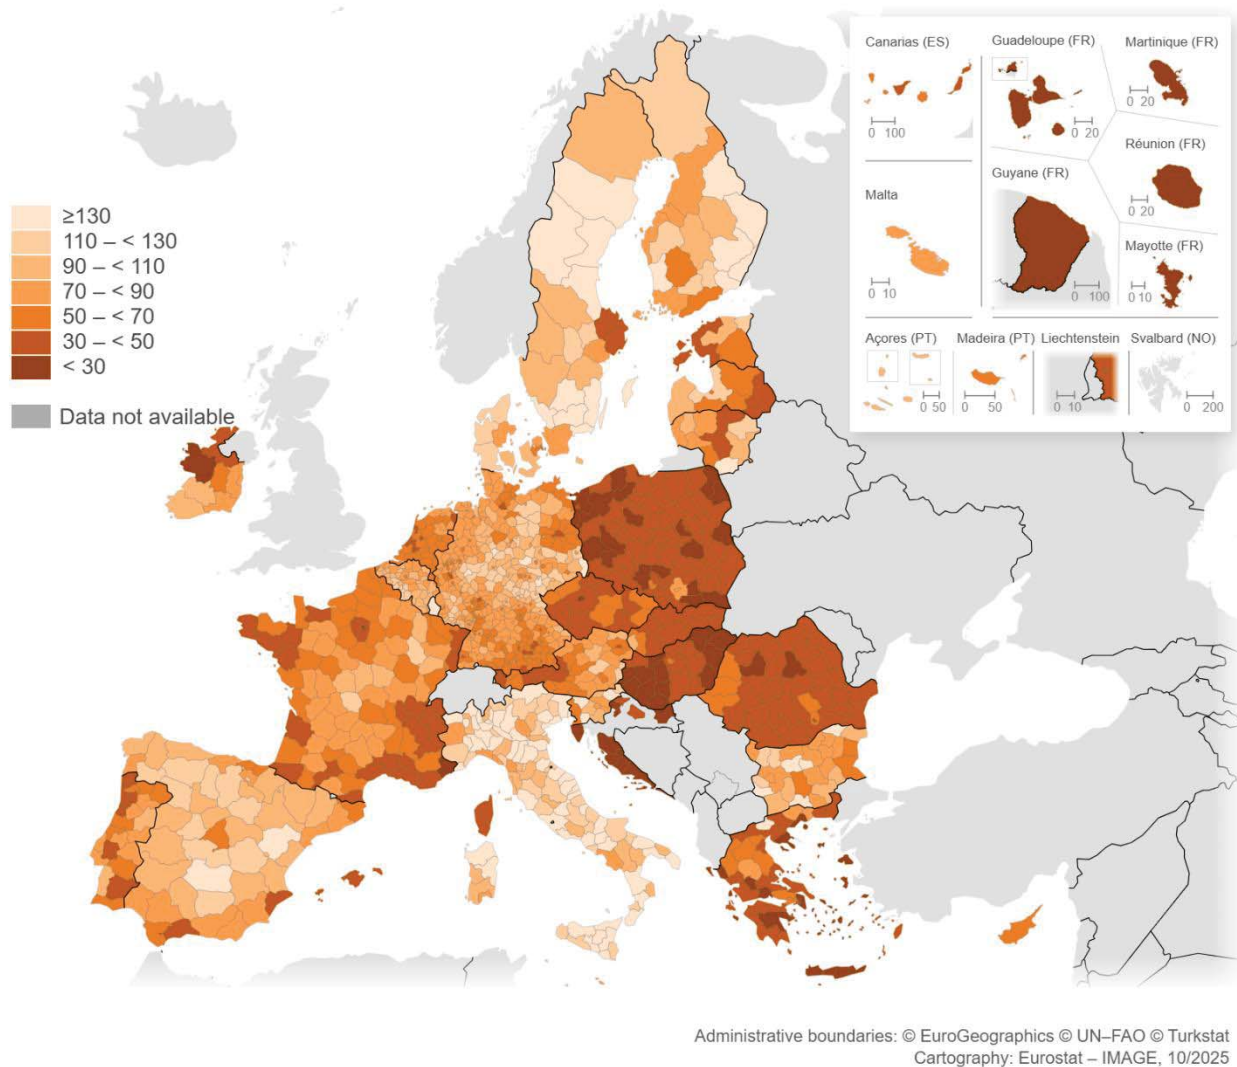 ≥130
110 – < 130
90 – < 110
70 – < 90
50 – < 70
30 – < 50
< 30
Data not available
Canarias (ES)
0 100
Guadeloupe (FR)
0 20
Martinique (FR)
0 20
Réunion (FR)
0 20
Guyane (FR)
0 100
Malta
0 10
Mayotte (FR)
0 10
Açores (PT)
0 50
Madeira (PT)
0 50
Liechtenstein
0 10
Svalbard (NO)
0 200
Administrative boundaries: © EuroGeographics © UN–FAO © Turkstat
Cartography: Eurostat – IMAGE, 10/2025